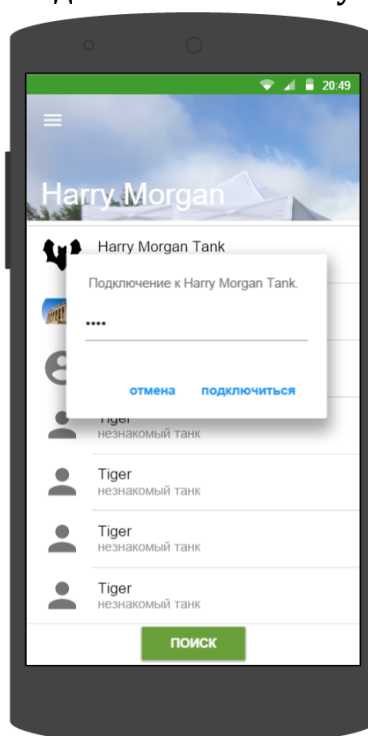 20:49
Harry Morgan
Harry Morgan Tank
Подключение к Harry Morgan Tank.
••••
отмена
подключиться
Tiger
незнакомый танк
Tiger
незнакомый танк
Tiger
незнакомый танк
Tiger
незнакомый танк
ПОИСК